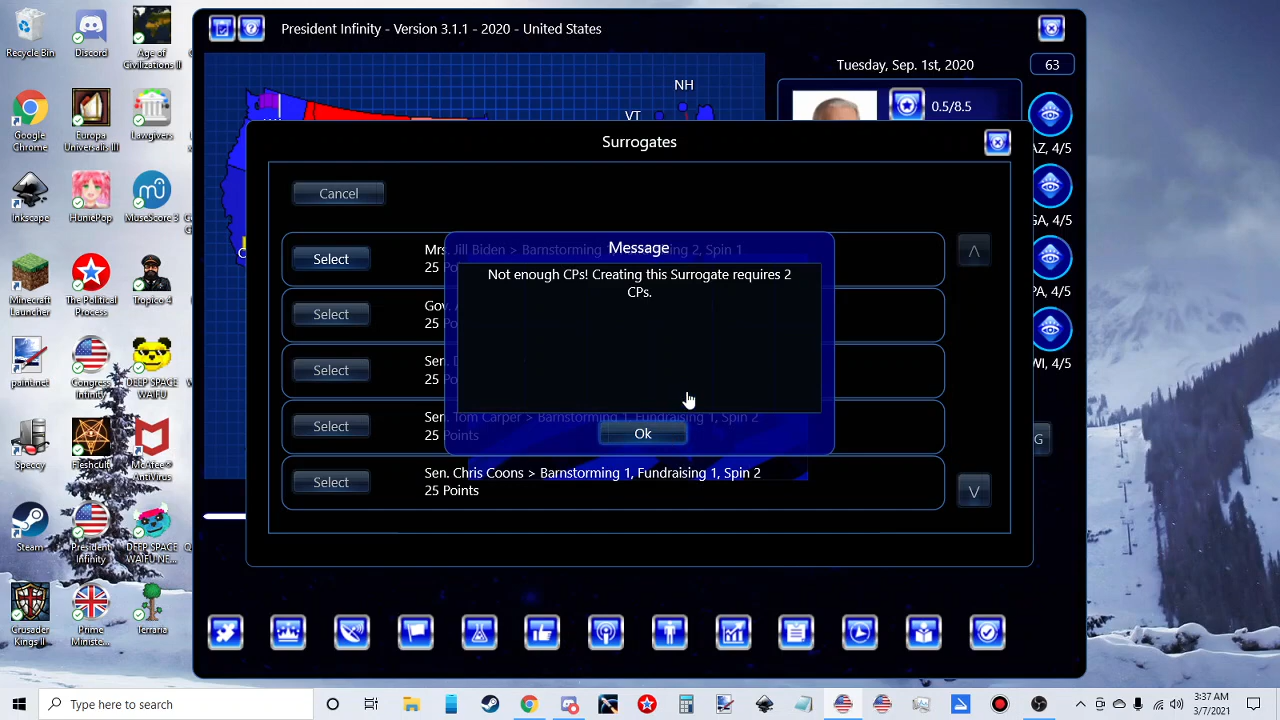 Recycle Bin
Discord
Age of
Civilizations II
Google
Chrome
Europa
Universalis III
Lawgivers
Inkscape
HuniePop
MuseScore 3
Minecraft
Launcher
The Political
Process
Tropico 4
paint.net
Congress
Infinity
DEEP SPACE
WAIFU
Speccy
Fleshcult
McAfee®
AntiVirus
Steam
President
Infinity
DEEP SPACE
WAIFU NE...
Crusader
Kings II
Prime
Ministe...
Terraria
President Infinity - Version 3.1.1 - 2020 - United States
Tuesday, Sep. 1st, 2020
63
NH
VT
0.5/8.5
AZ, 4/5
GA, 4/5
PA, 4/5
WI, 4/5
G
Surrogates
Cancel
Select
Mrs. Jill Biden > Barnstorming
2, Spin 1
25
Select
Gov.
25
Select
Sen.
25
Select
Sen. Tom Carper > Barnstorming 1, Fundraising 1, Spin 2
25 Points
Select
Sen. Chris Coons > Barnstorming 1, Fundraising 1, Spin 2
25 Points
Message
Not enough CPs! Creating this Surrogate requires 2
CPs.
Ok
Type here to search
3:37 AM
3/7/2021